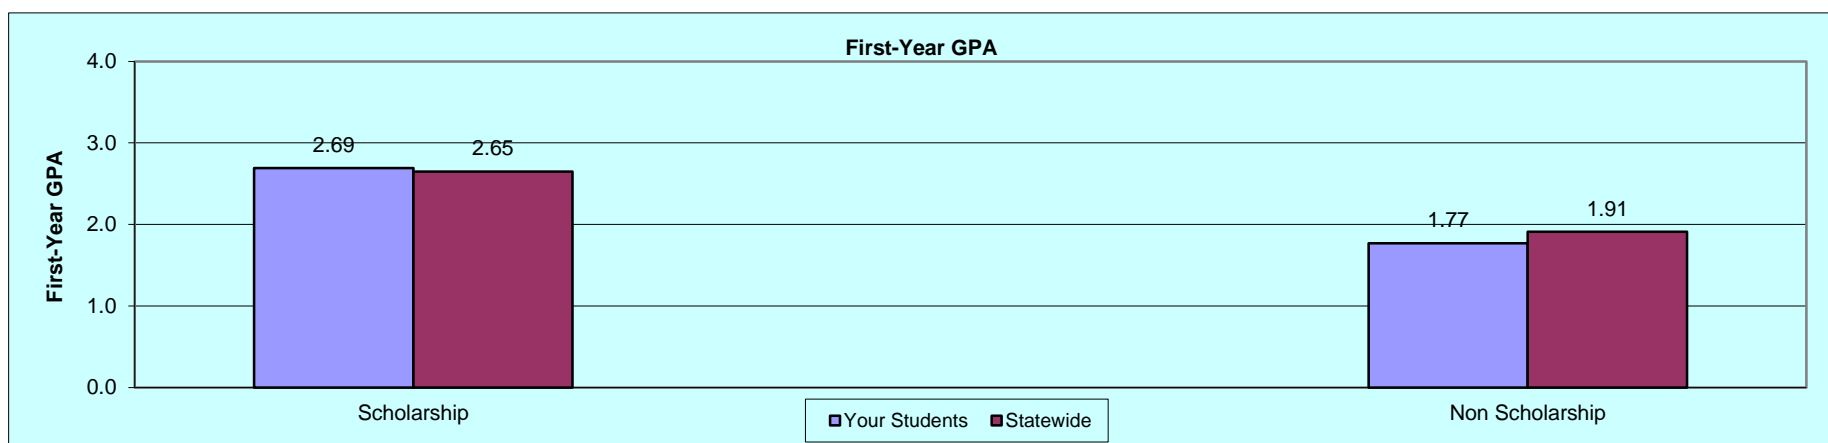 First-Year GPA
First-Year GPA
4.0
3.0
2.0
1.0
0.0
2.69
2.65
1.77
1.91
Scholarship
Non Scholarship
Your Students
Statewide